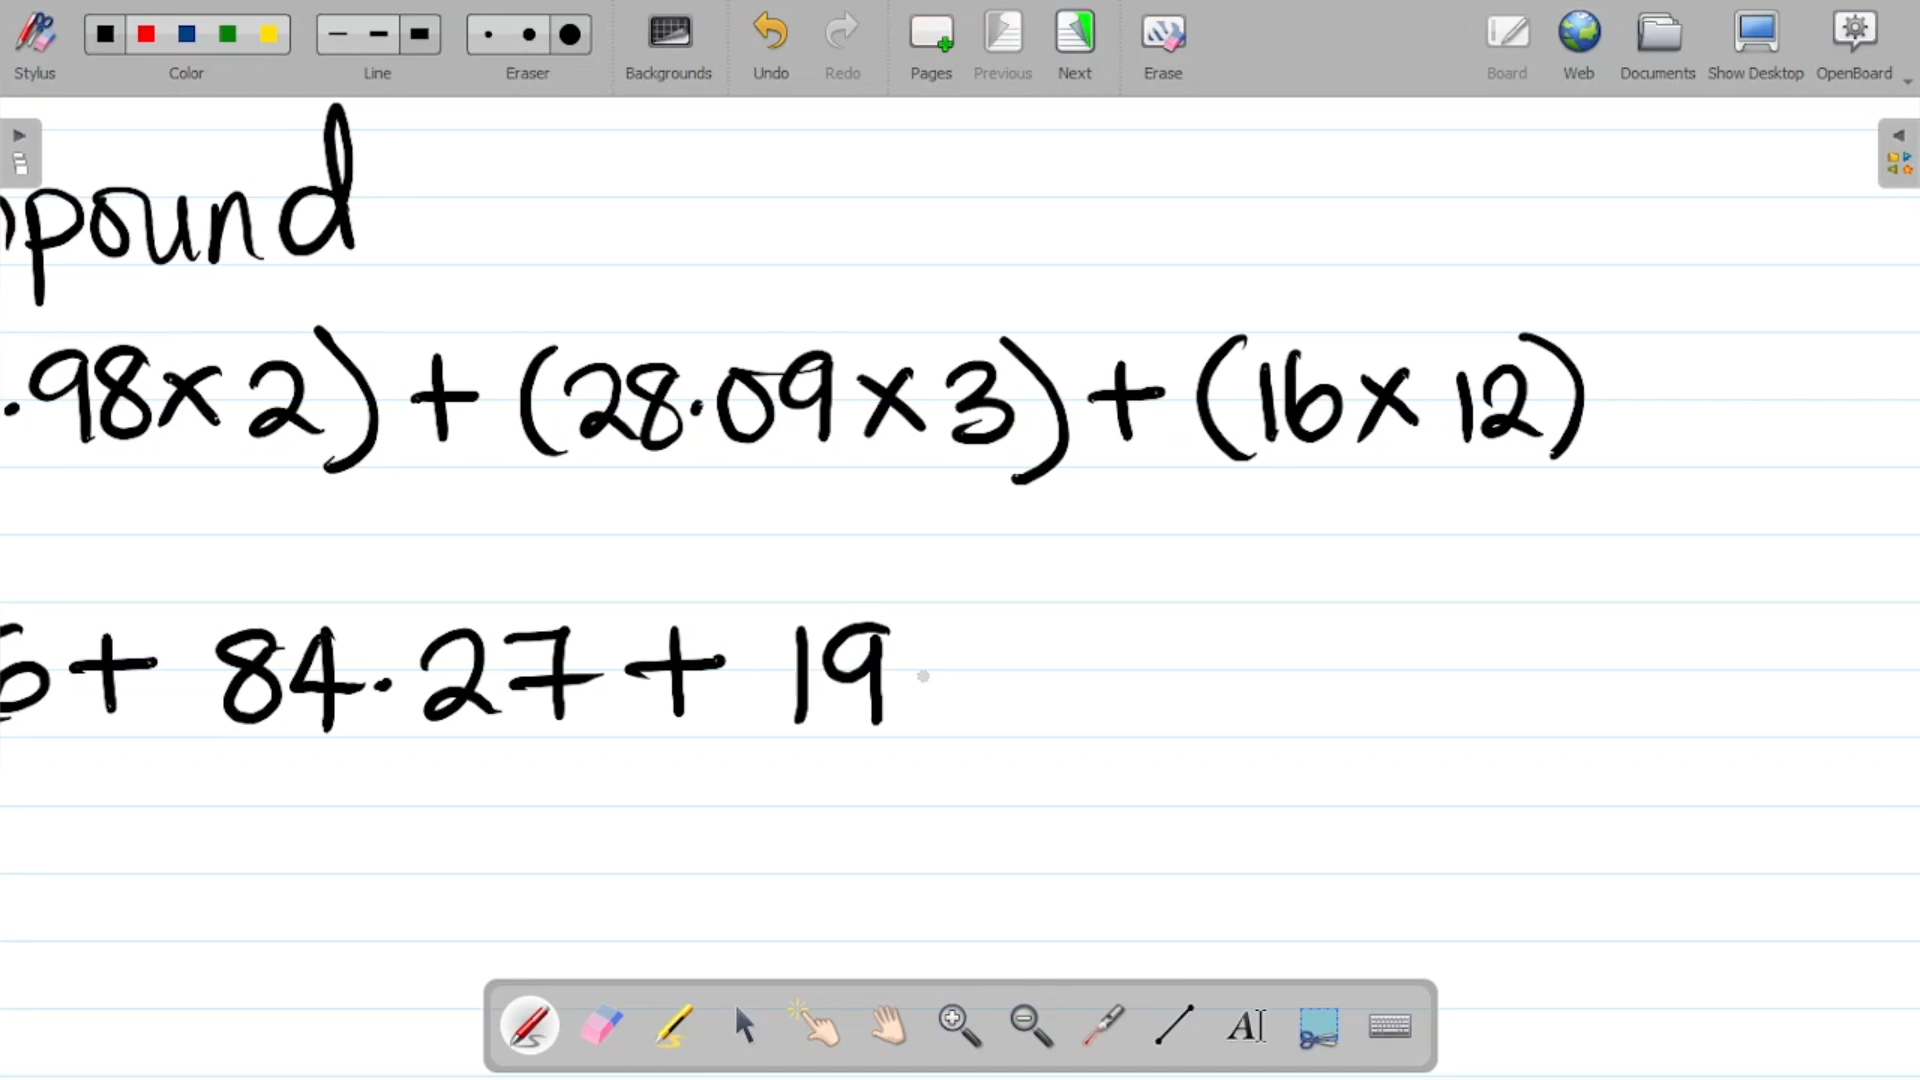 Stylus Color Line Eraser Backgrounds Undo Redo Pages Previous Next Erase Board Web Documents Show Desktop OpenBoard
pound
.98×2) + (28.09×3) + (16×12)
6+ 84.27 + 19